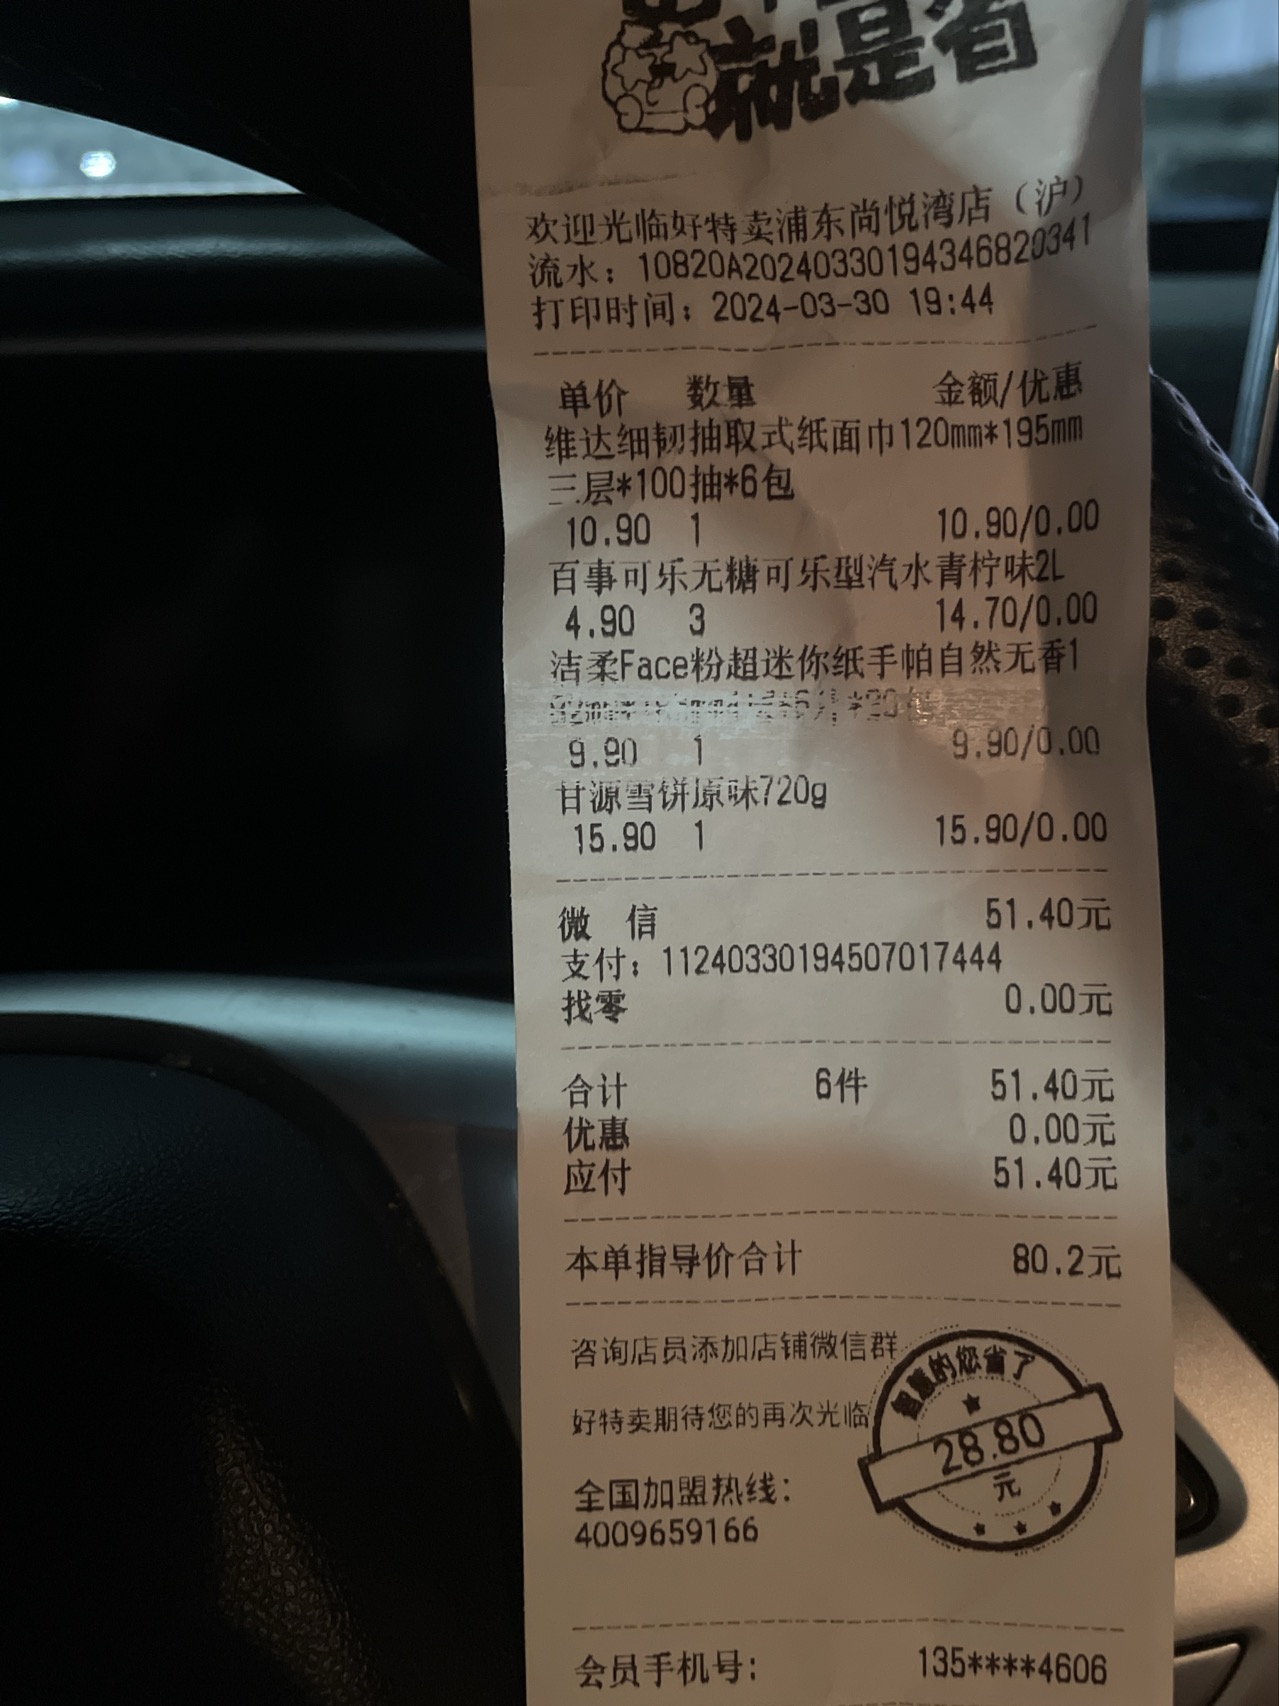 就是省
欢迎光临好特卖浦东尚悦湾店（沪）
流水：10820A20240330194346820341
打印时间：2024-03-30 19:44
单价 数量 金额/优惠
维达细韧抽取式纸面巾120mm*195mm
三层*100抽*6包
10.90 1 10.90/0.00
百事可乐无糖可乐型汽水青柠味2L
4.90 3 14.70/0.00
洁柔Face粉超迷你纸手帕自然无香1
9.90 1 9.90/0.00
甘源雪饼原味720g
15.90 1 15.90/0.00
微 信 51.40元
支付：11240330194507017444
找零 0.00元
合计 6件 51.40元
优惠 0.00元
应付 51.40元
本单指导价合计 80.2元
咨询店员添加店铺微信群
好特卖期待您的再次光临
智慧的您省了
28.80
元
全国加盟热线：
4009659166
会员手机号： 135****4606